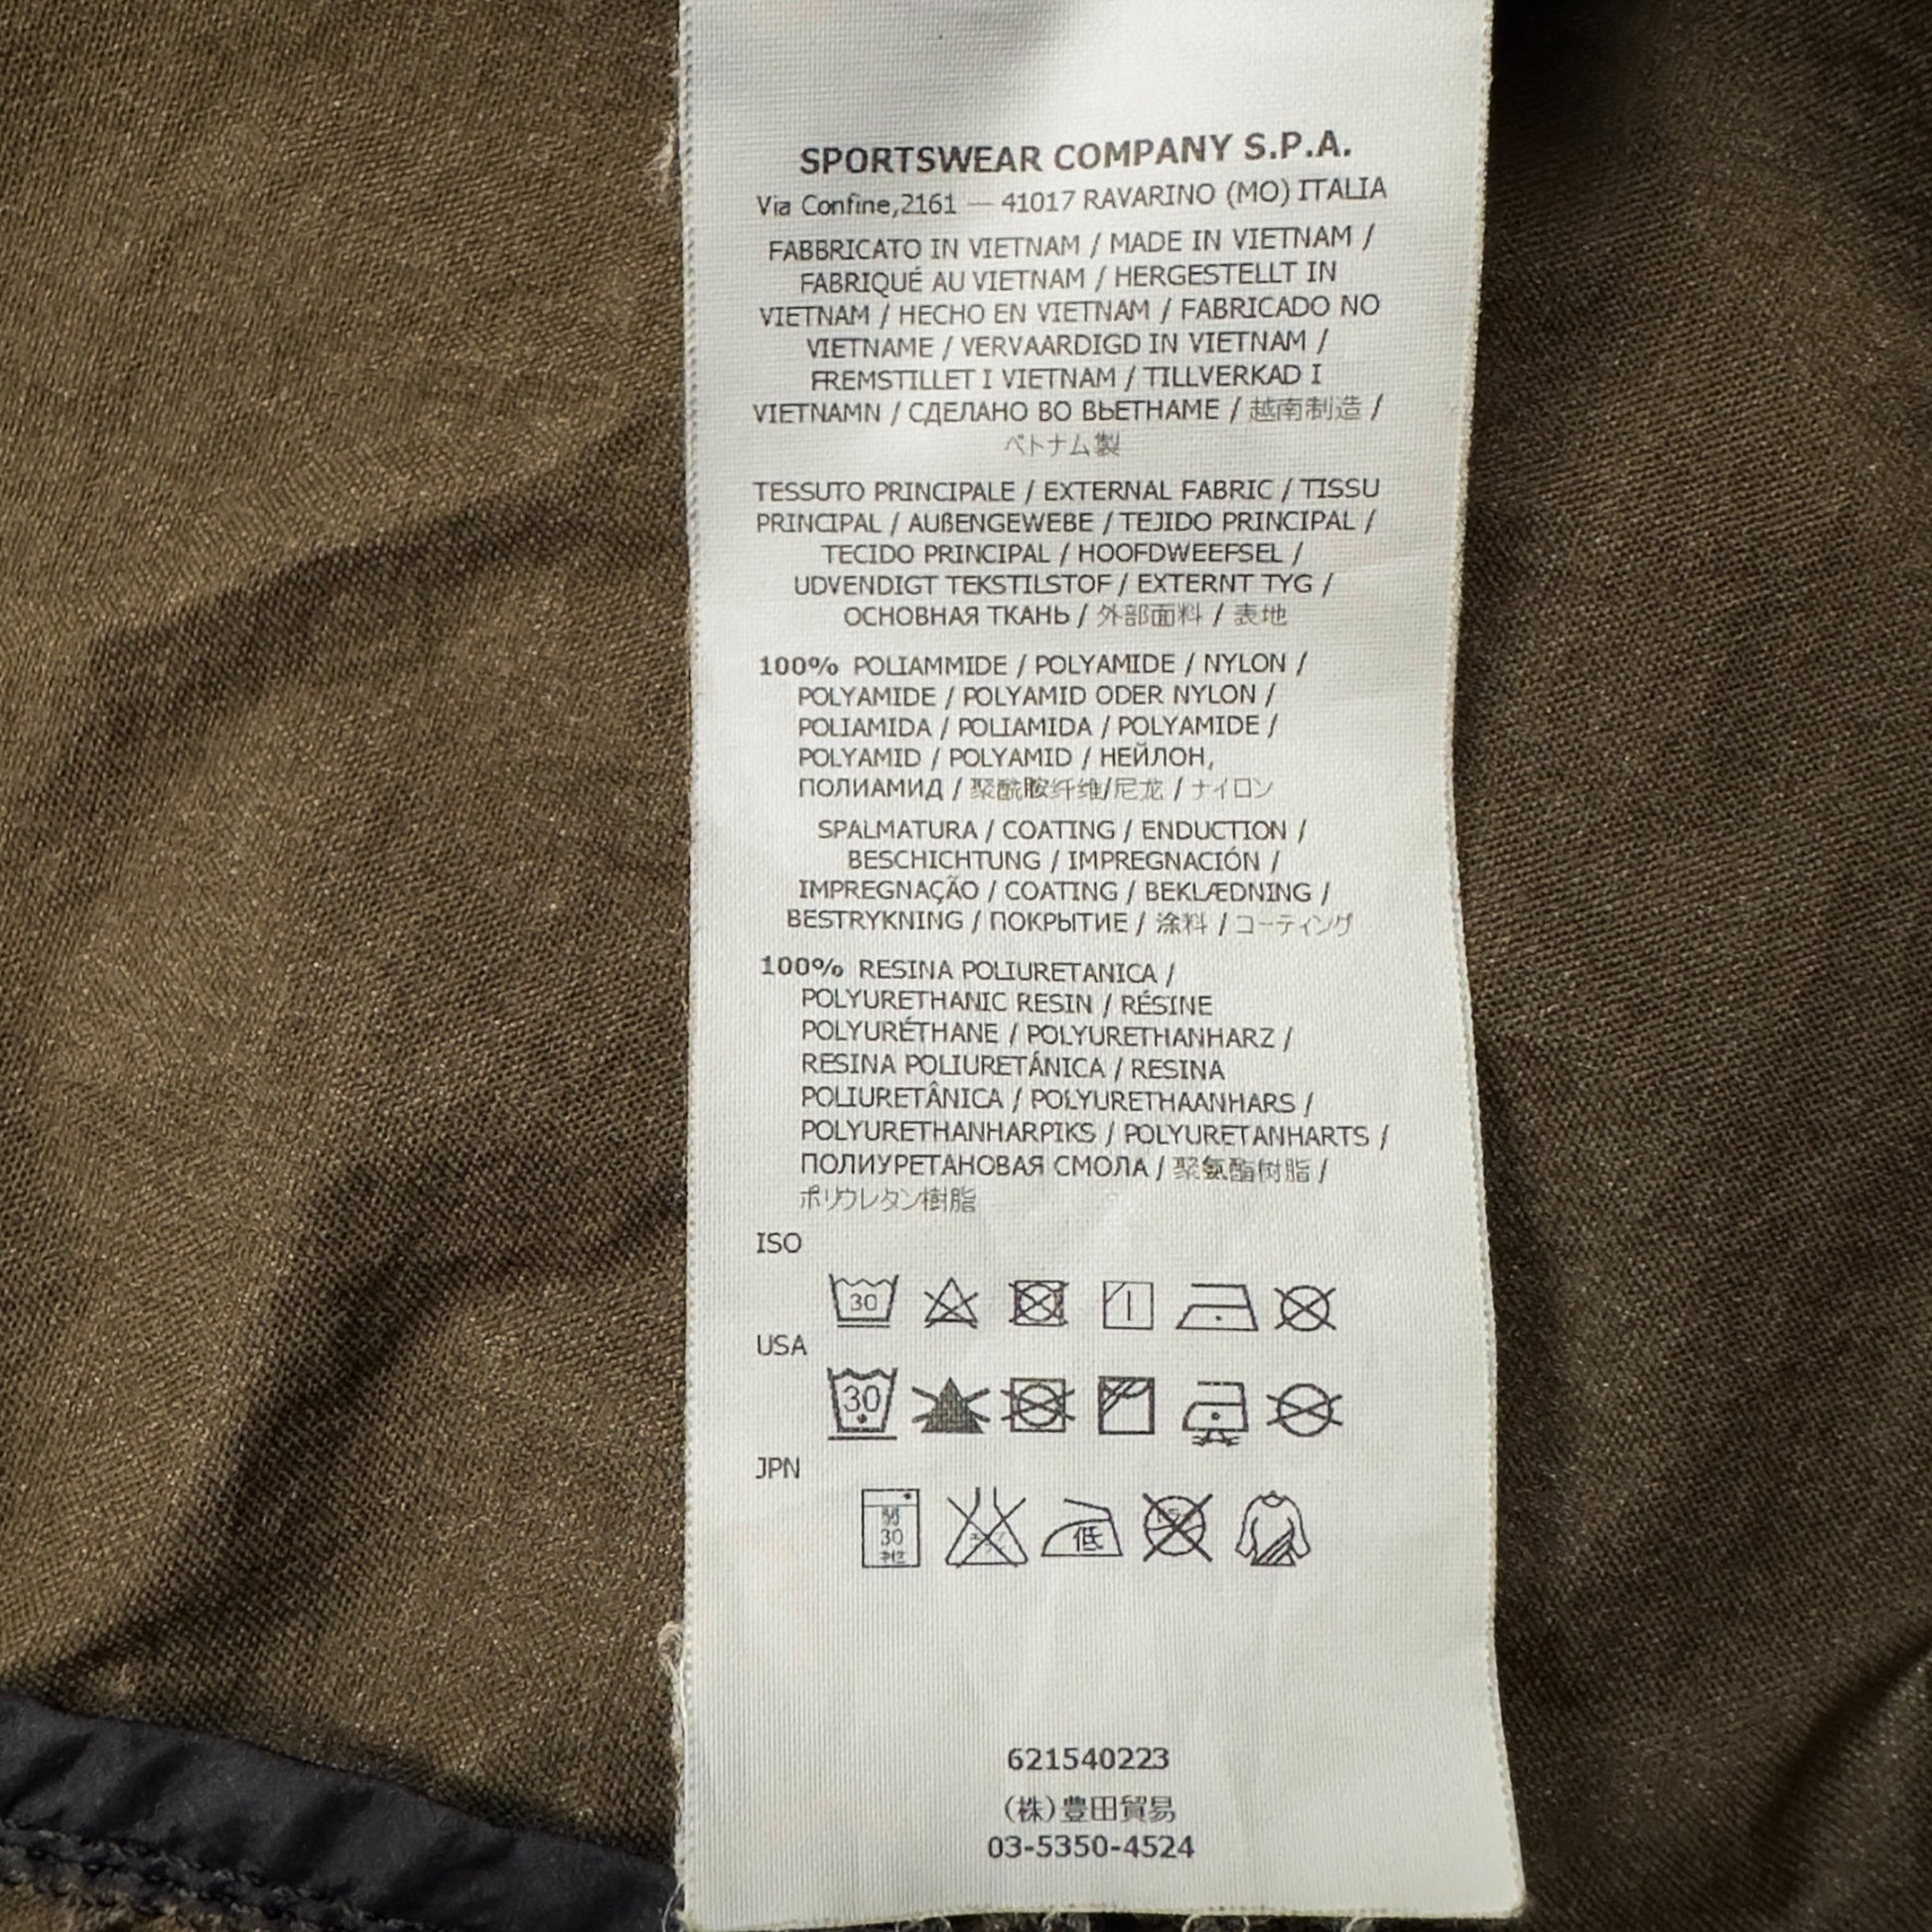 SPORTSWEAR COMPANY S.P.A.
Via Confine,2161 — 41017 RAVARINO (MO) ITALIA
FABBRICATO IN VIETNAM / MADE IN VIETNAM /
FABRIQUÉ AU VIETNAM / HERGESTELLT IN
VIETNAM / HECHO EN VIETNAM / FABRICADO NO
VIETNAME / VERVAARDIGD IN VIETNAM /
FREMSTILLET I VIETNAM / TILLVERKAD I
VIETNAMN / СДЕЛАНО ВО ВЬЕТНАМЕ / 越南制造 /
ベトナム製
TESSUTO PRINCIPALE / EXTERNAL FABRIC / TISSU
PRINCIPAL / AUßENGEWEBE / TEJIDO PRINCIPAL /
TECIDO PRINCIPAL / HOOFDWEEFSEL /
UDVENDIGT TEKSTILSTOF / EXTERNT TYG /
ОСНОВНАЯ ТКАНЬ / 外部面料 / 表地
100% POLIAMMIDE / POLYAMIDE / NYLON /
POLYAMIDE / POLYAMID ODER NYLON /
POLIAMIDA / POLIAMIDA / POLYAMIDE /
POLYAMID / POLYAMID / НЕЙЛОН,
ПОЛИАМИД / 聚酰胺纤维/尼龙 / ナイロン
SPALMATURA / COATING / ENDUCTION /
BESCHICHTUNG / IMPREGNACIÓN /
IMPREGNAÇÃO / COATING / BEKLÆDNING /
BESTRYKNING / ПОКРЫТИЕ / 涂料 / コーティング
100% RESINA POLIURETANICA /
POLYURETHANIC RESIN / RÉSINE
POLYURÉTHANE / POLYURETHANHARZ /
RESINA POLIURETÁNICA / RESINA
POLIURETÂNICA / POLYURETHAANHARS /
POLYURETHANHARPIKS / POLYURETANHARTS /
ПОЛИУРЕТАНОВАЯ СМОЛА / 聚氨酯树脂 /
ポリウレタン樹脂
ISO
30
USA
30
JPN
30
低
621540223
(株)豊田貿易
03-5350-4524